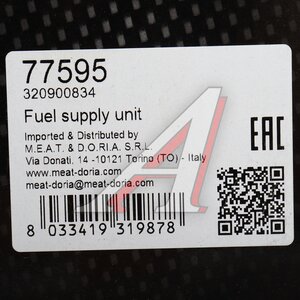 77595
320900834
Fuel supply unit
Imported & Distributed by
M.E.A.T. & D.O.R.I.A. S.R.L.
Via Donati, 14 -10121 Torino (TO) - Italy
www.meat-doria.com
meat-doria@meat-doria.com
EAC
8 033419 319878